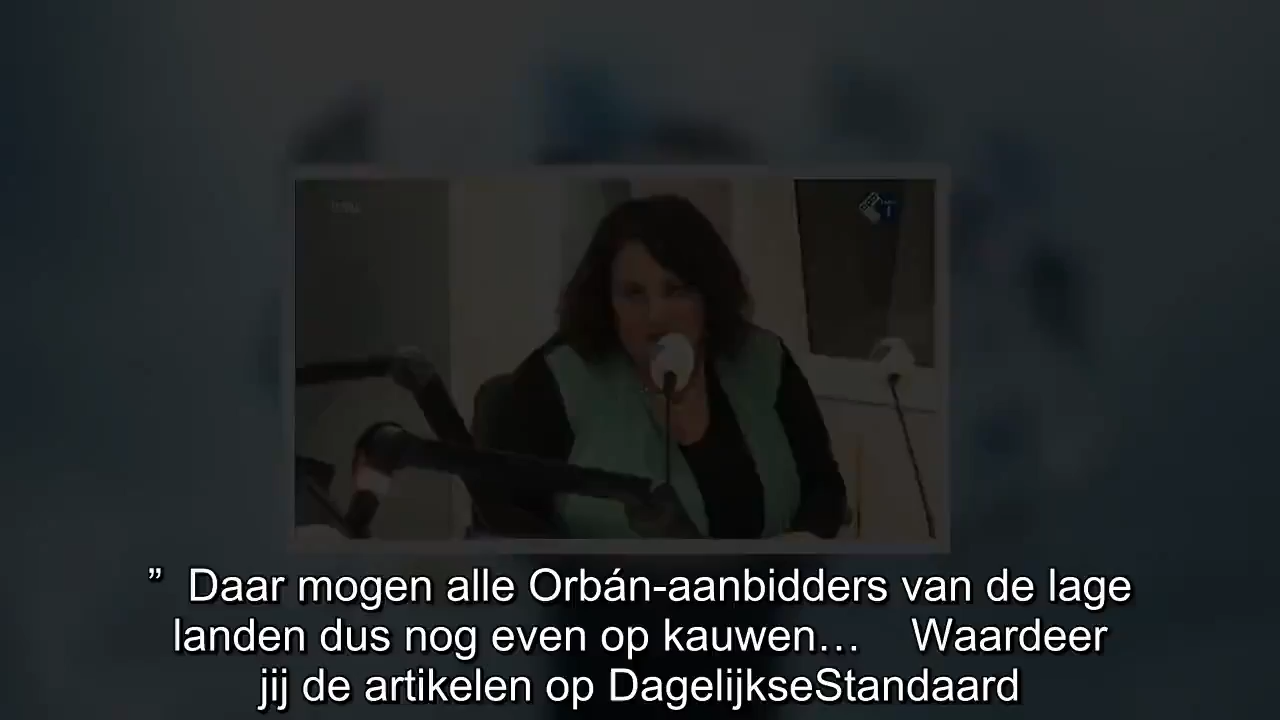 ”  Daar mogen alle Orbán-aanbidders van de lage
landen dus nog even op kauwen…    Waardeer
jij de artikelen op DagelijkseStandaard